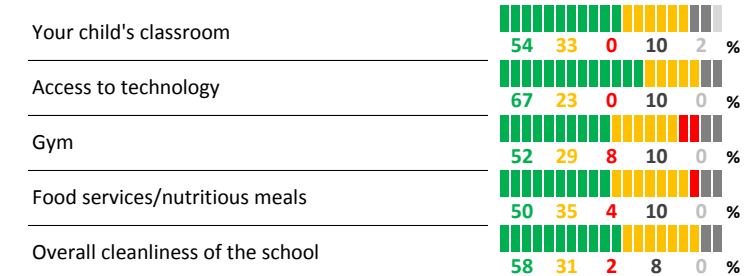 Your child's classroom
54 33 0 10 2 %
Access to technology
67 23 0 10 0 %
Gym
52 29 8 10 0 %
Food services/nutritious meals
50 35 4 10 0 %
Overall cleanliness of the school
58 31 2 8 0 %